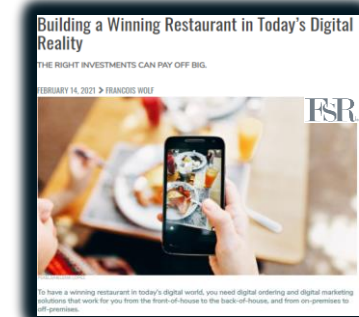 Building a Winning Restaurant in Today's Digital
Reality
THE RIGHT INVESTMENTS CAN PAY OFF BIG.
FEBRUARY 14, 2021 > FRANCOIS WOLF
FSR
To have a winning restaurant in today's digital world, you need digital ordering and digital marketing
solutions that work for you from the front-of-house to the back-of-house, and from on-premises to
off-premises.